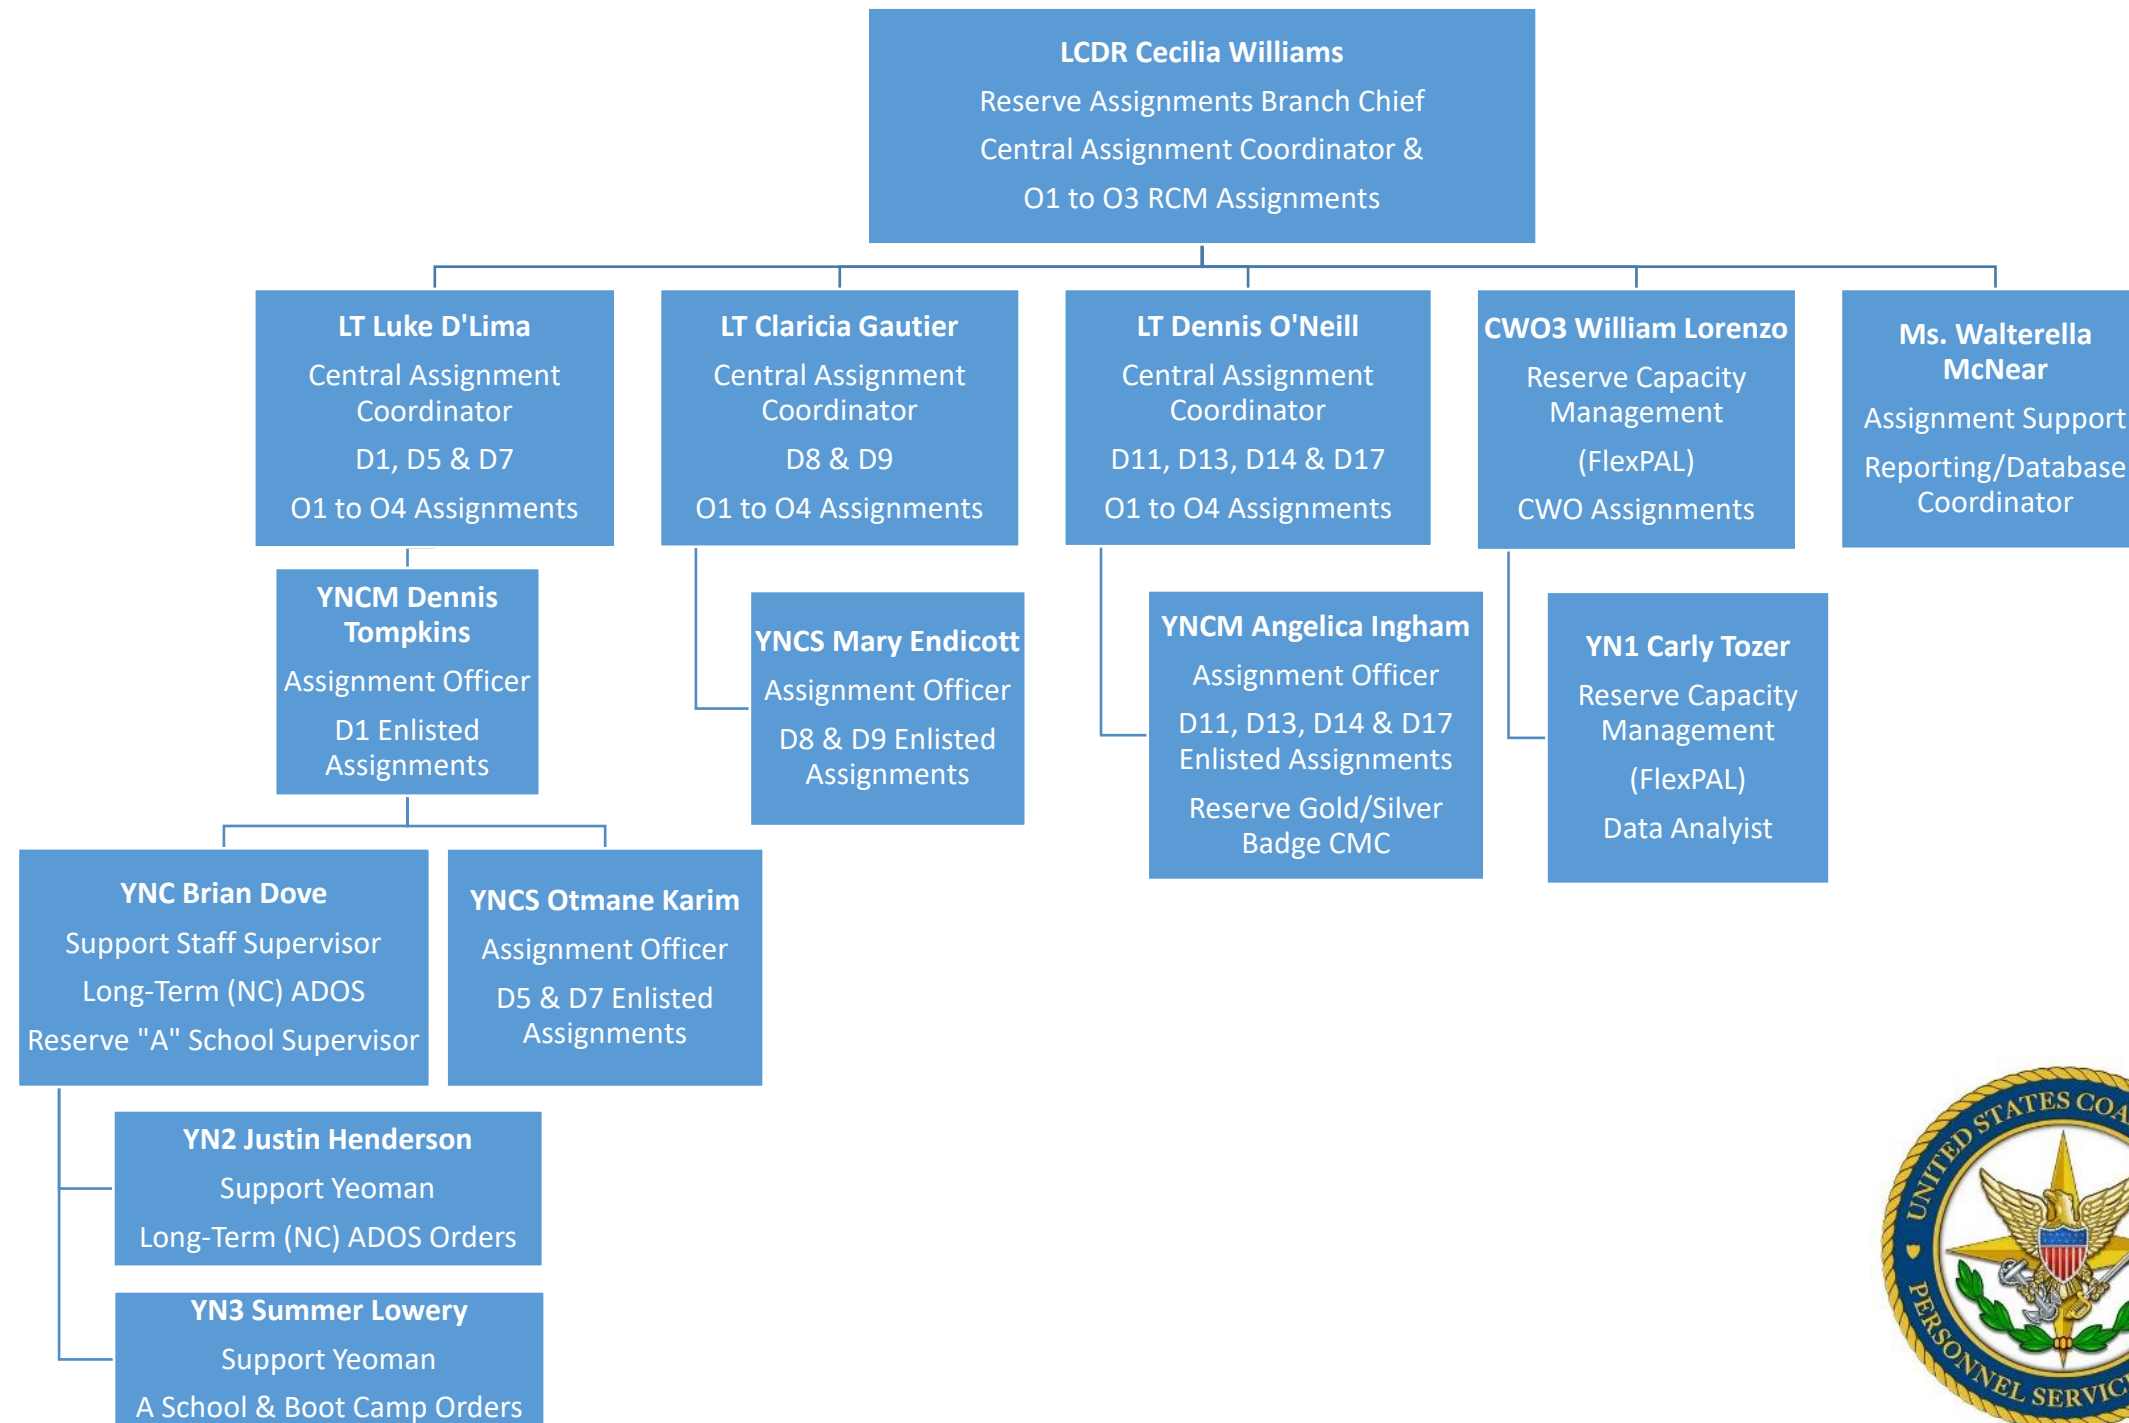 LCDR Cecilia Williams
Reserve Assignments Branch Chief
Central Assignment Coordinator &
O1 to O3 RCM Assignments
LT Luke D'Lima
Central Assignment
Coordinator
D1, D5 & D7
O1 to O4 Assignments
LT Claricia Gautier
Central Assignment
Coordinator
D8 & D9
O1 to O4 Assignments
LT Dennis O'Neill
Central Assignment
Coordinator
D11, D13, D14 & D17
O1 to O4 Assignments
CWO3 William Lorenzo
Reserve Capacity
Management
(FlexPAL)
CWO Assignments
Ms. Walterella
McNear
Assignment Support
Reporting/Database
Coordinator
YNCM Dennis
Tompkins
Assignment Officer
D1 Enlisted
Assignments
YNCS Mary Endicott
Assignment Officer
D8 & D9 Enlisted
Assignments
YNCM Angelica Ingham
Assignment Officer
D11, D13, D14 & D17
Enlisted Assignments
Reserve Gold/Silver
Badge CMC
YN1 Carly Tozer
Reserve Capacity
Management
(FlexPAL)
Data Analyist
YNC Brian Dove
Support Staff Supervisor
Long-Term (NC) ADOS
Reserve "A" School Supervisor
YNCS Otmane Karim
Assignment Officer
D5 & D7 Enlisted
Assignments
YN2 Justin Henderson
Support Yeoman
Long-Term (NC) ADOS Orders
YN3 Summer Lowery
Support Yeoman
A School & Boot Camp Orders
UNITED STATES COA
PERSONNEL SERVIC